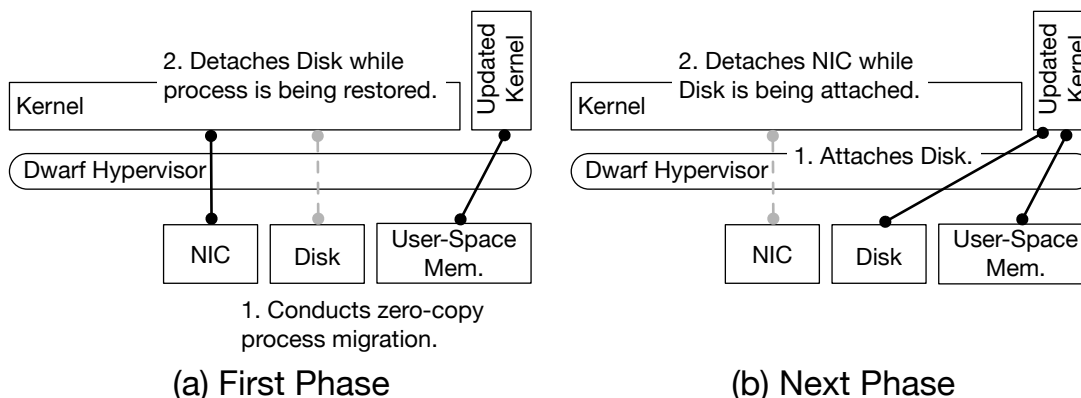 2. Detaches Disk while
process is being restored.
Kernel
Updated
Kernel
Dwarf Hypervisor
NIC
Disk
User-Space
Mem.
1. Conducts zero-copy
process migration.
(a) First Phase
2. Detaches NIC while
Disk is being attached.
Kernel
Updated
Kernel
1. Attaches Disk.
Dwarf Hypervisor
NIC
Disk
User-Space
Mem.
(b) Next Phase